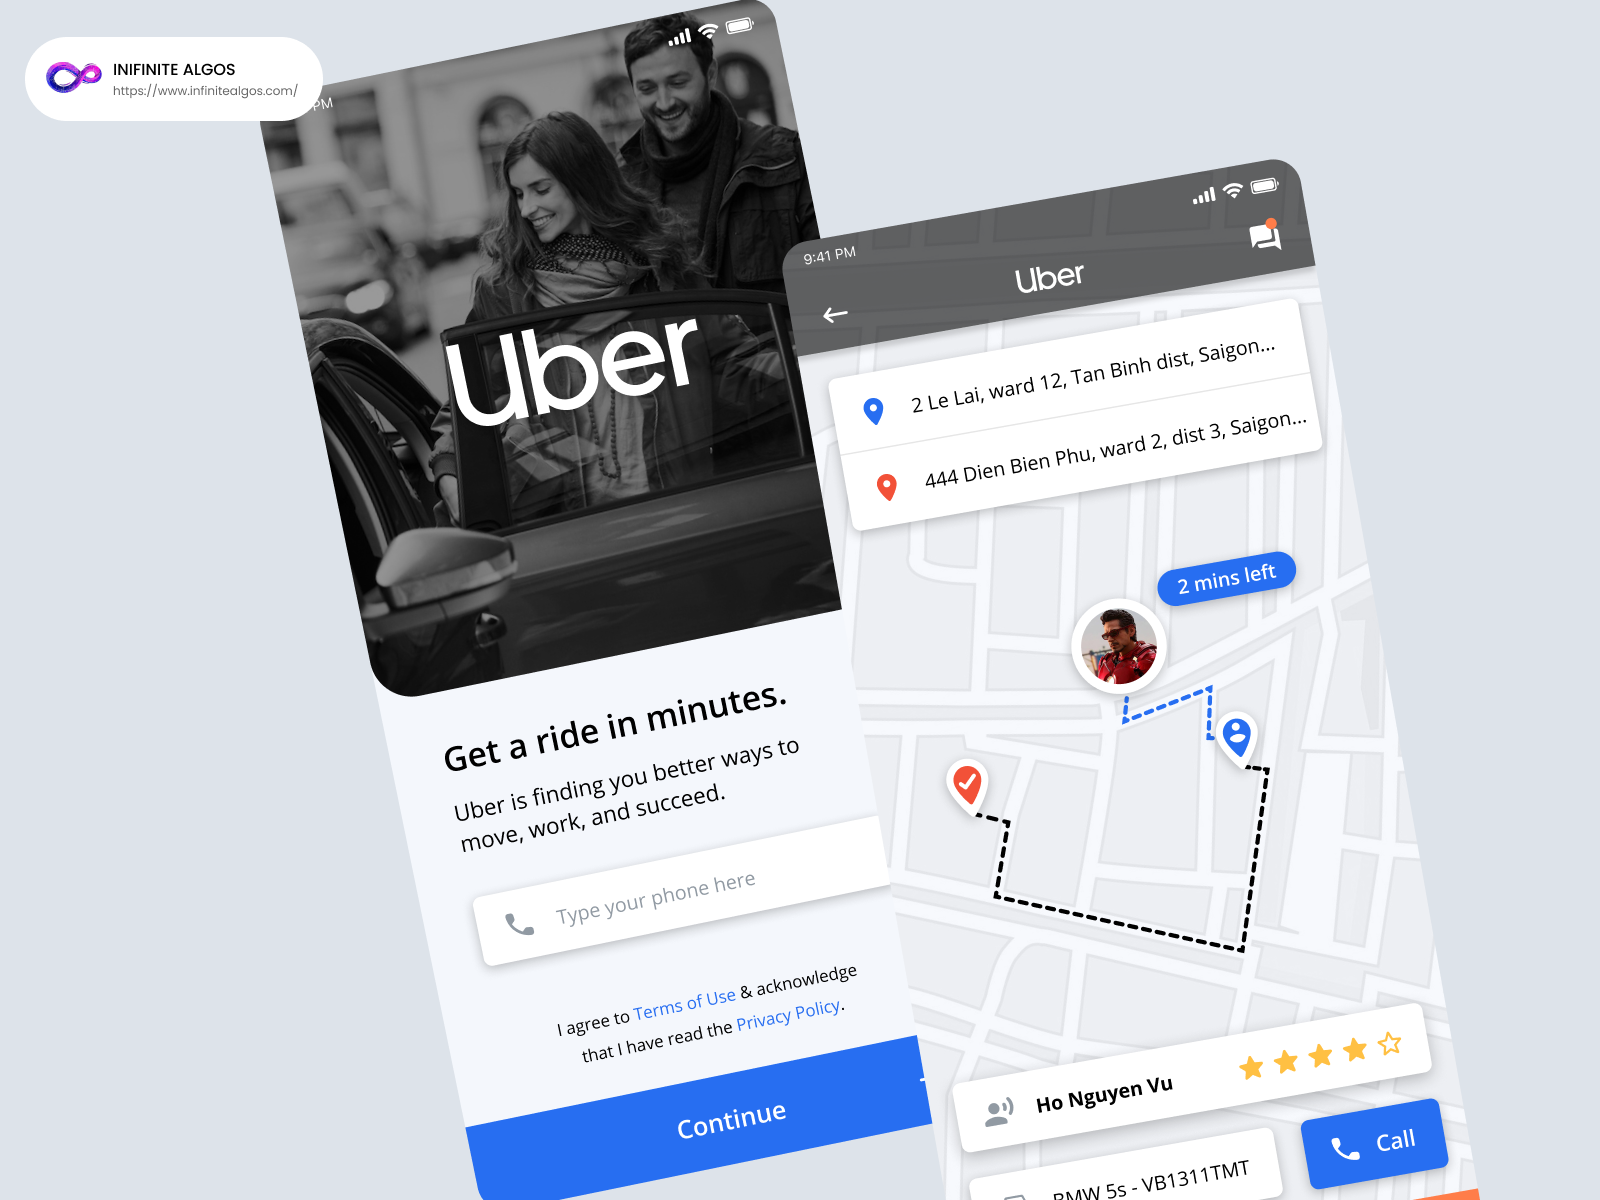 INIFINITE ALGOS
https://www.infinitealgos.com/
PM
Uber
Get a ride in minutes.
Uber is finding you better ways to
move, work, and succeed.
Type your phone here
I agree to Terms of Use & acknowledge
that I have read the Privacy Policy.
Continue
9:41 PM
Uber
2 Le Lai, ward 12, Tan Binh dist, Saigon...
444 Dien Bien Phu, ward 2, dist 3, Saigon...
2 mins left
Ho Nguyen Vu
Call
BMW 5s - VB1311TMT